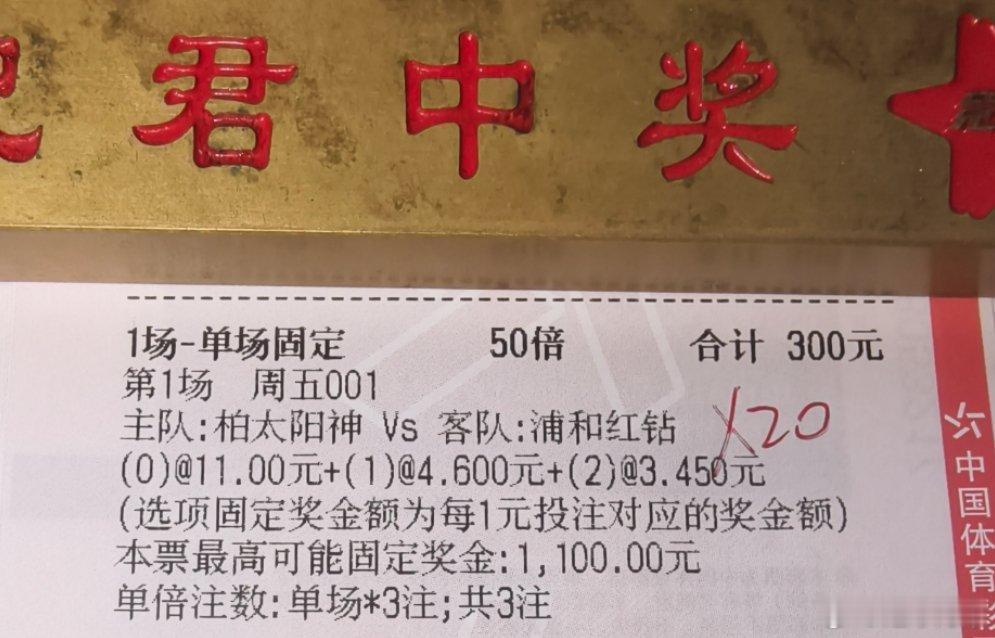 君中奖
1场-单场固定 50倍 合计 300元
第1场 周五001
主队:柏太阳神 Vs 客队:浦和红钻
X20
(0)@11.00元+(1)@4.600元+(2)@3.450元
(选项固定奖金额为每1元投注对应的奖金额)
本票最高可能固定奖金:1,100.00元
单倍注数:单场*3注;共3注
中国体育彩